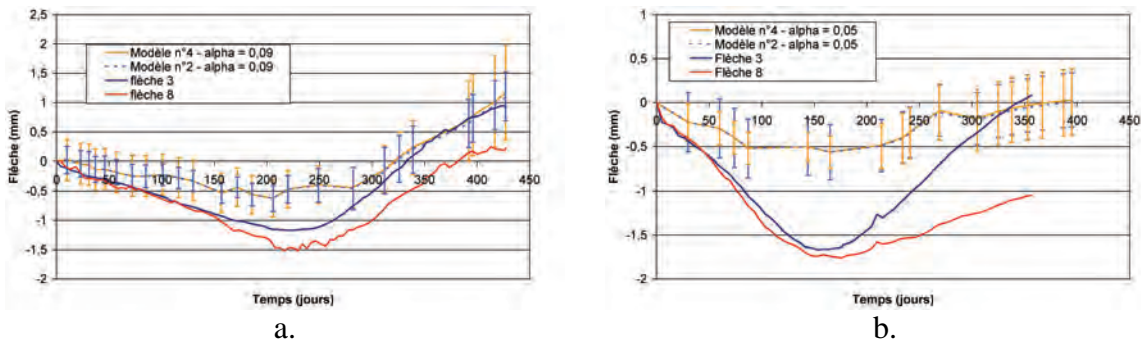 2,5
2
1,5
1
0,5
0
-0,5
-1
-1,5
-2
Flèche (mm)
Modèle n°4 - alpha = 0,09
Modèle n°2 - alpha = 0,09
flèche 3
flèche 8
0 50 100 150 200 250 300 350 400 450
Temps (jours)
a.
1
0,5
0
-0,5
-1
-1,5
-2
Flèche (mm)
Modèle n°4 - alpha = 0,05
Modèle n°2 - alpha = 0,05
Flèche 3
Flèche 8
0 50 100 150 200 250 300 350 400 450
Temps (jours)
b.